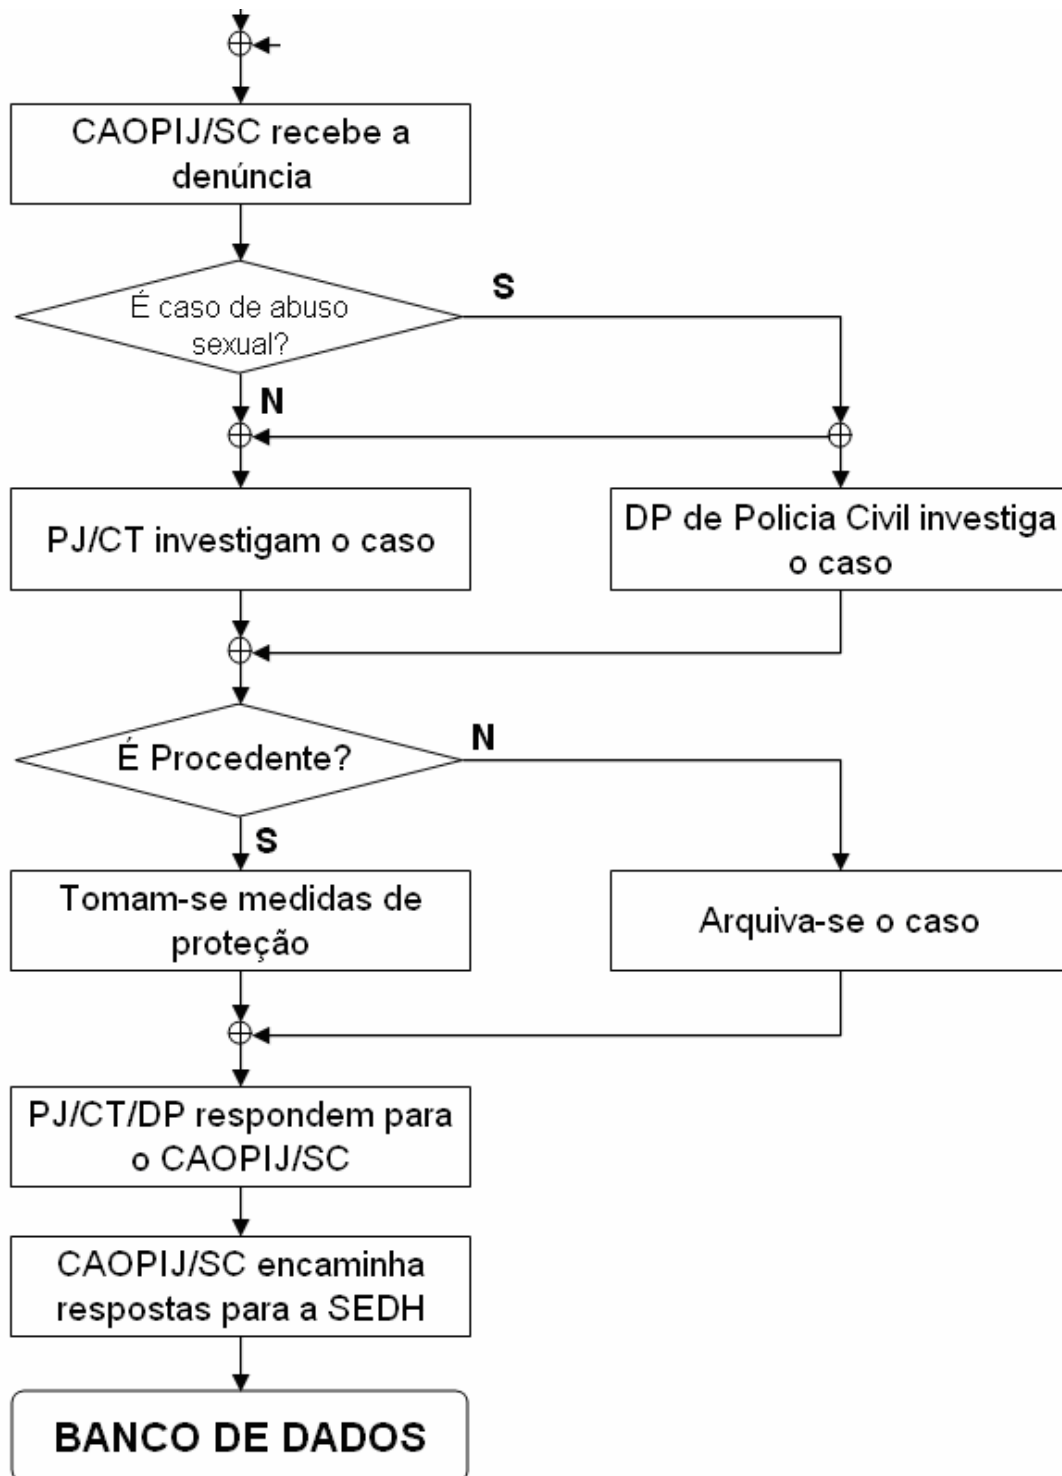 CAOPIJ/SC recebe a
denúncia
É caso de abuso
sexual?
S
N
PJ/CT investigam o caso
DP de Policia Civil investiga
o caso
É Procedente?
N
S
Tomam-se medidas de
proteção
Arquiva-se o caso
PJ/CT/DP respondem para
o CAOPIJ/SC
CAOPIJ/SC encaminha
respostas para a SEDH
BANCO DE DADOS